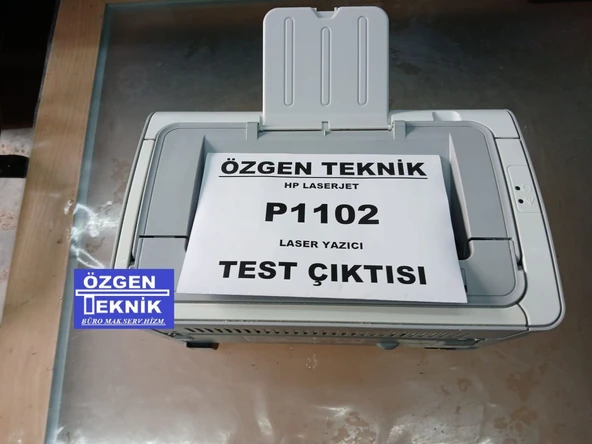 ÖZGEN TEKNİK
HP LASERJET
P1102
LASER YAZICI
TEST ÇIKTISI
ÖZGEN
TEKNİK
BÜRO MAK.SERV.HİZM.